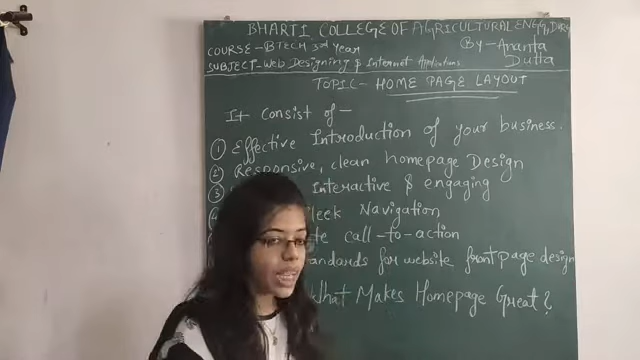 BHARTI COLLEGE OF AGRICULTURAL ENGG, DURG
COURSE - BTECH 3rd Year
By - Ananta Dutta
SUBJECT - Web Designing & Internet Applications
TOPIC - HOME PAGE LAYOUT
It Consist of -
① Effective Introduction of your business.
② Responsive, clean homepage Design
③ Interactive & engaging
Navigation
call-to-action
for website front page design
What Makes Homepage Great?